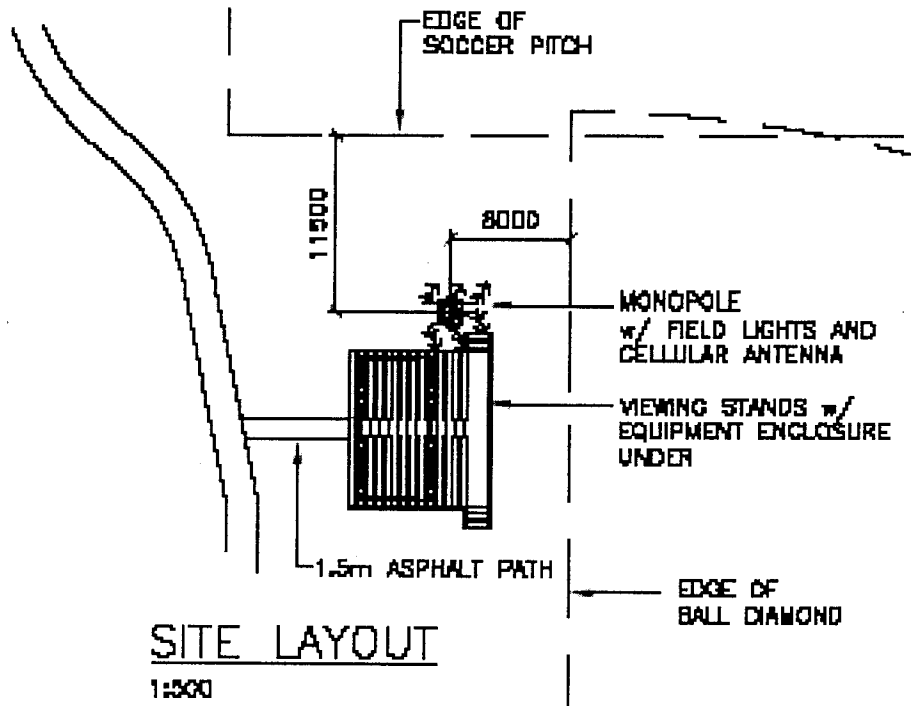 EDGE OF
SOCCER PITCH
11500
8000
MONOPOLE
w/ FIELD LIGHTS AND
CELLULAR ANTENNA
VIEWING STANDS w/
EQUIPMENT ENCLOSURE
UNDER
1.5m ASPHALT PATH
EDGE OF
BALL DIAMOND
SITE LAYOUT
1:500